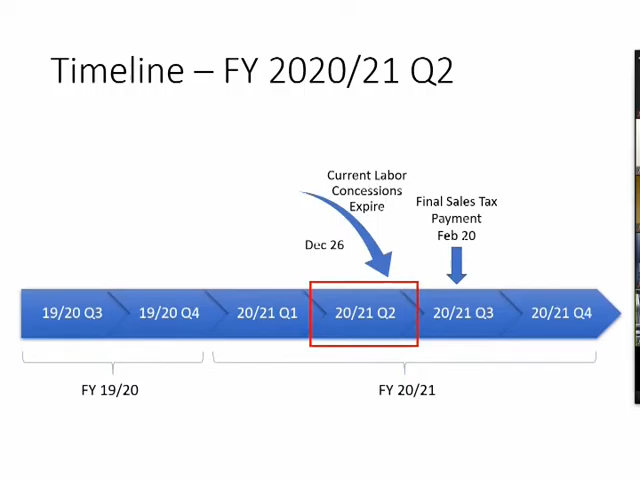 Timeline – FY 2020/21 Q2
Current Labor
Concessions
Expire
Dec 26
Final Sales Tax
Payment
Feb 20
19/20 Q3
19/20 Q4
20/21 Q1
20/21 Q2
20/21 Q3
20/21 Q4
FY 19/20
FY 20/21